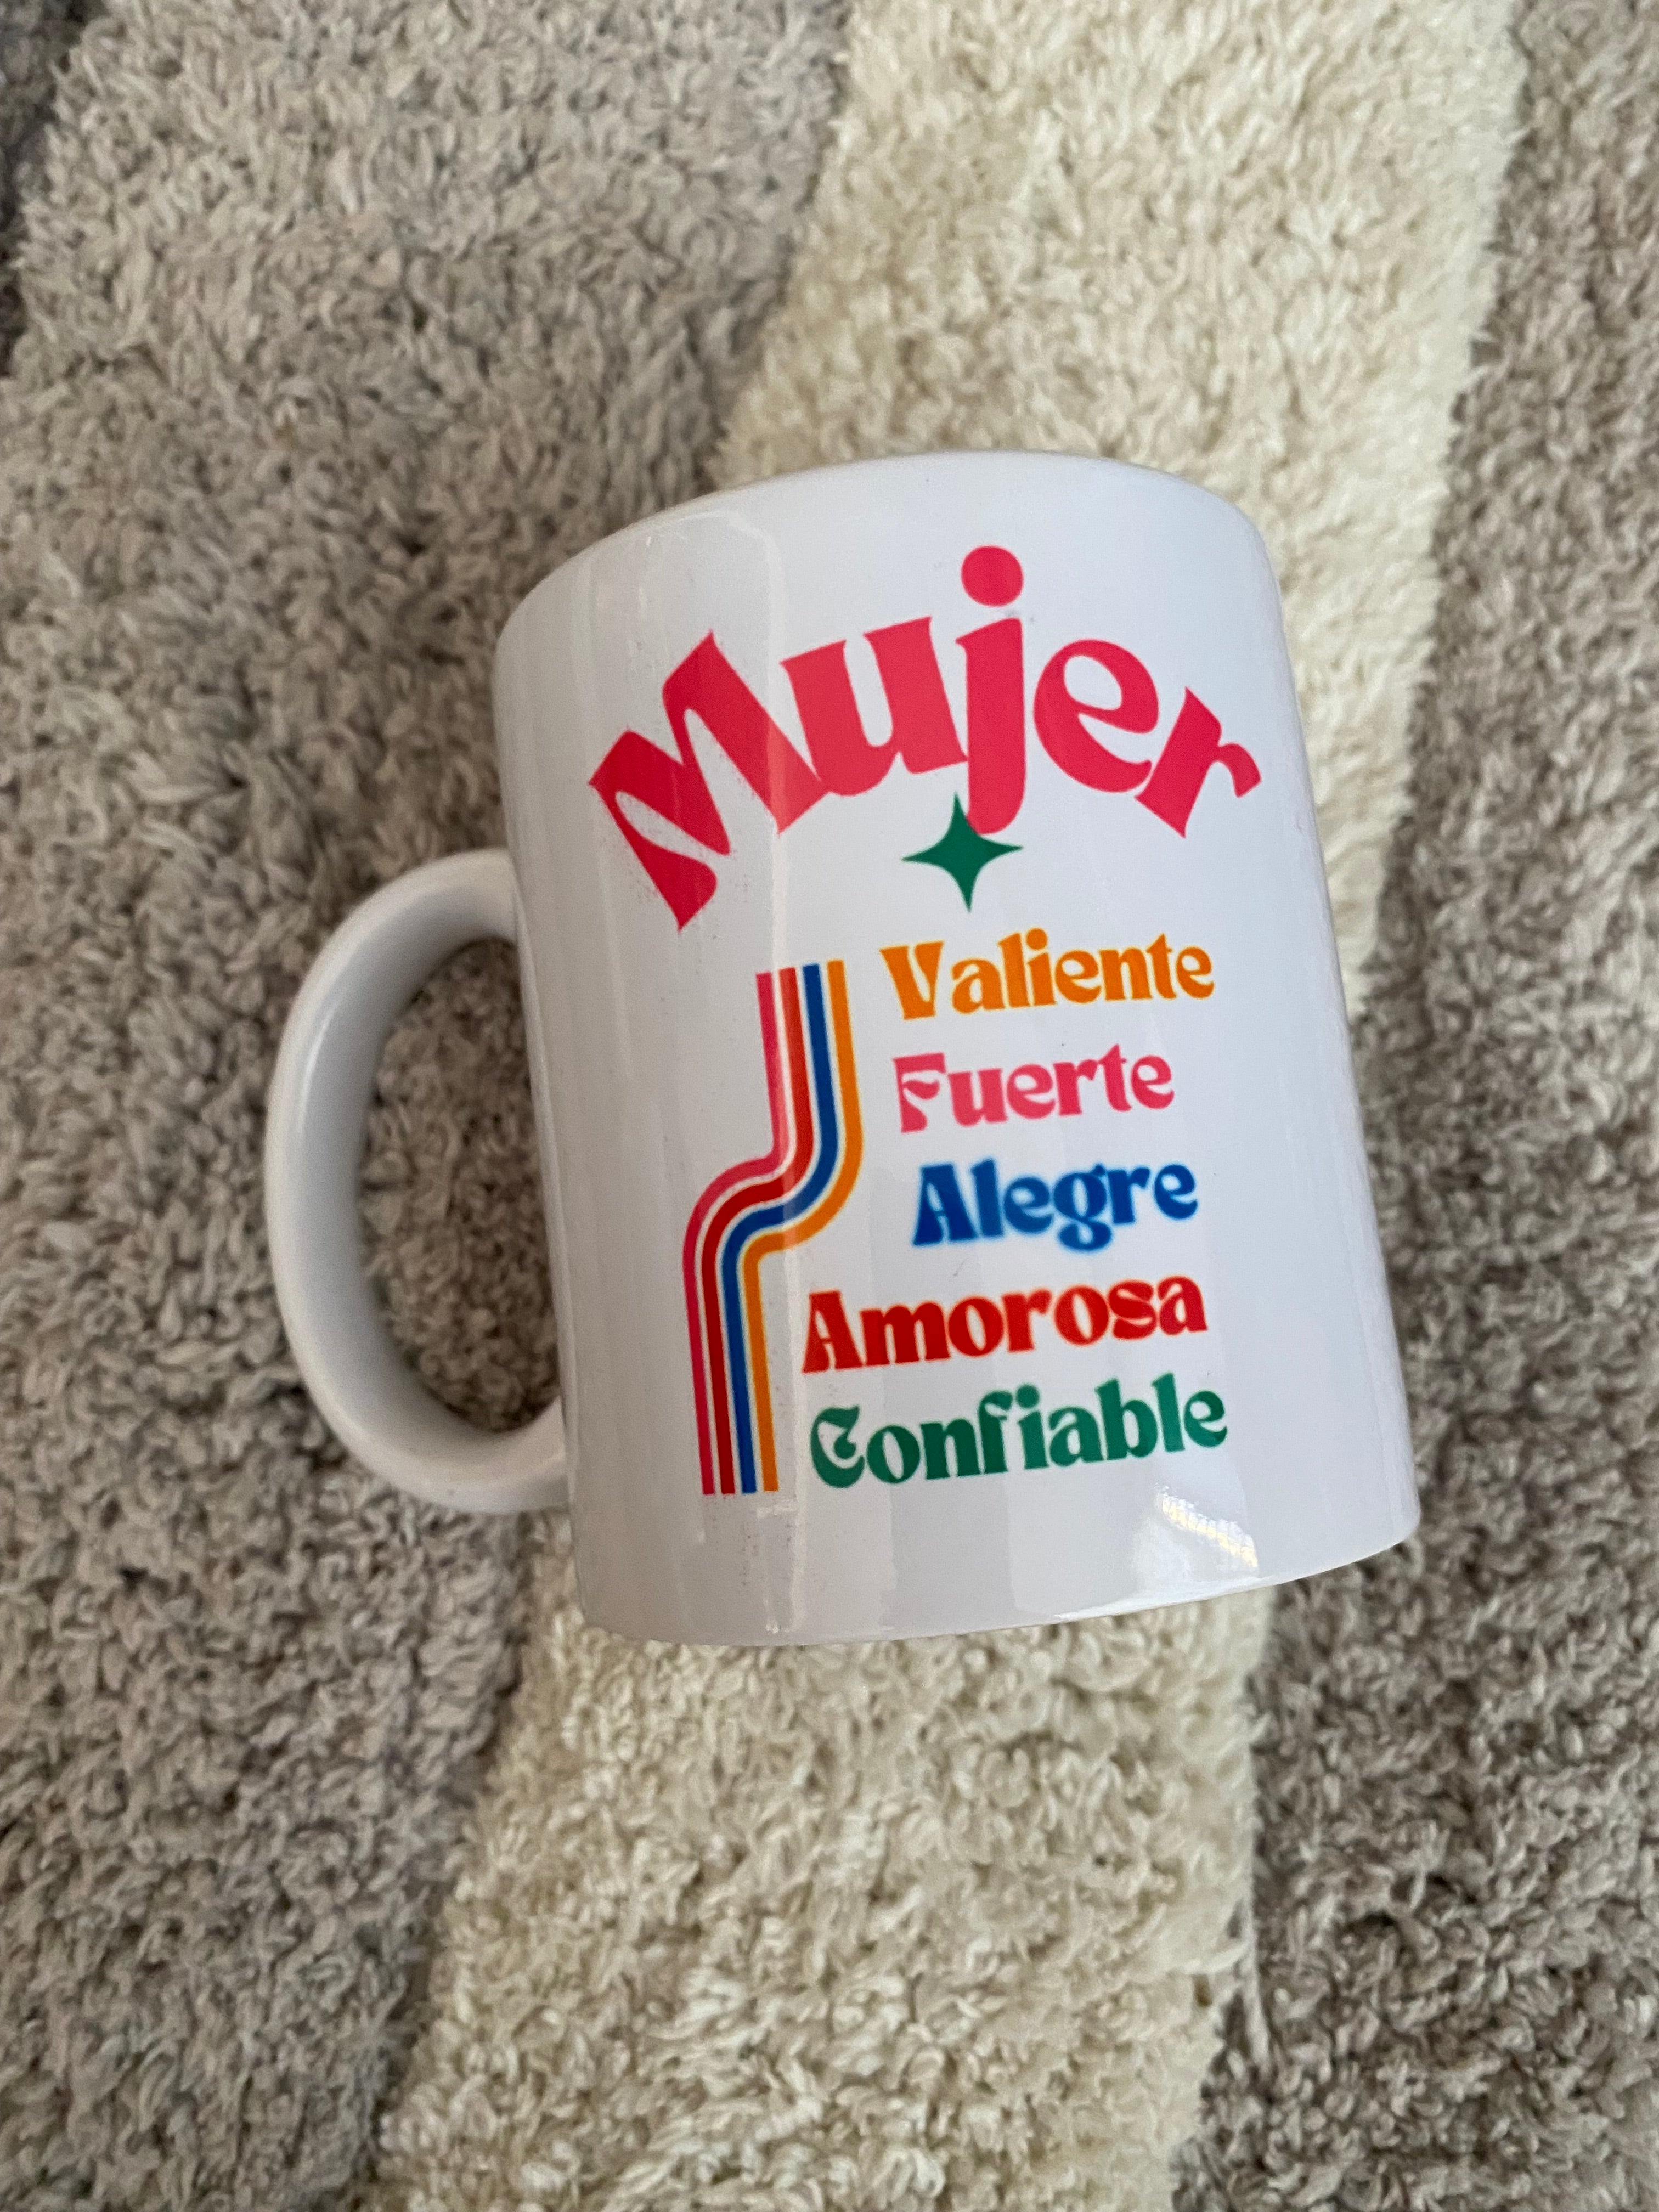 Mujer
Valiente
Fuerte
Alegre
Amorosa
Confiable